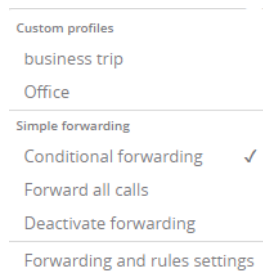 Custom profiles
business trip
Office
Simple forwarding
Conditional forwarding ✓
Forward all calls
Deactivate forwarding
Forwarding and rules settings